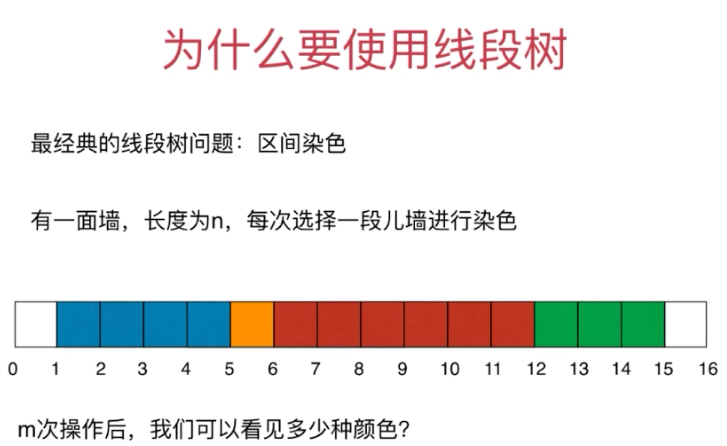 为什么要使用线段树
最经典的线段树问题：区间染色
有一面墙，长度为n，每次选择一段儿墙进行染色
0 1 2 3 4 5 6 7 8 9 10 11 12 13 14 15 16
m次操作后，我们可以看见多少种颜色？